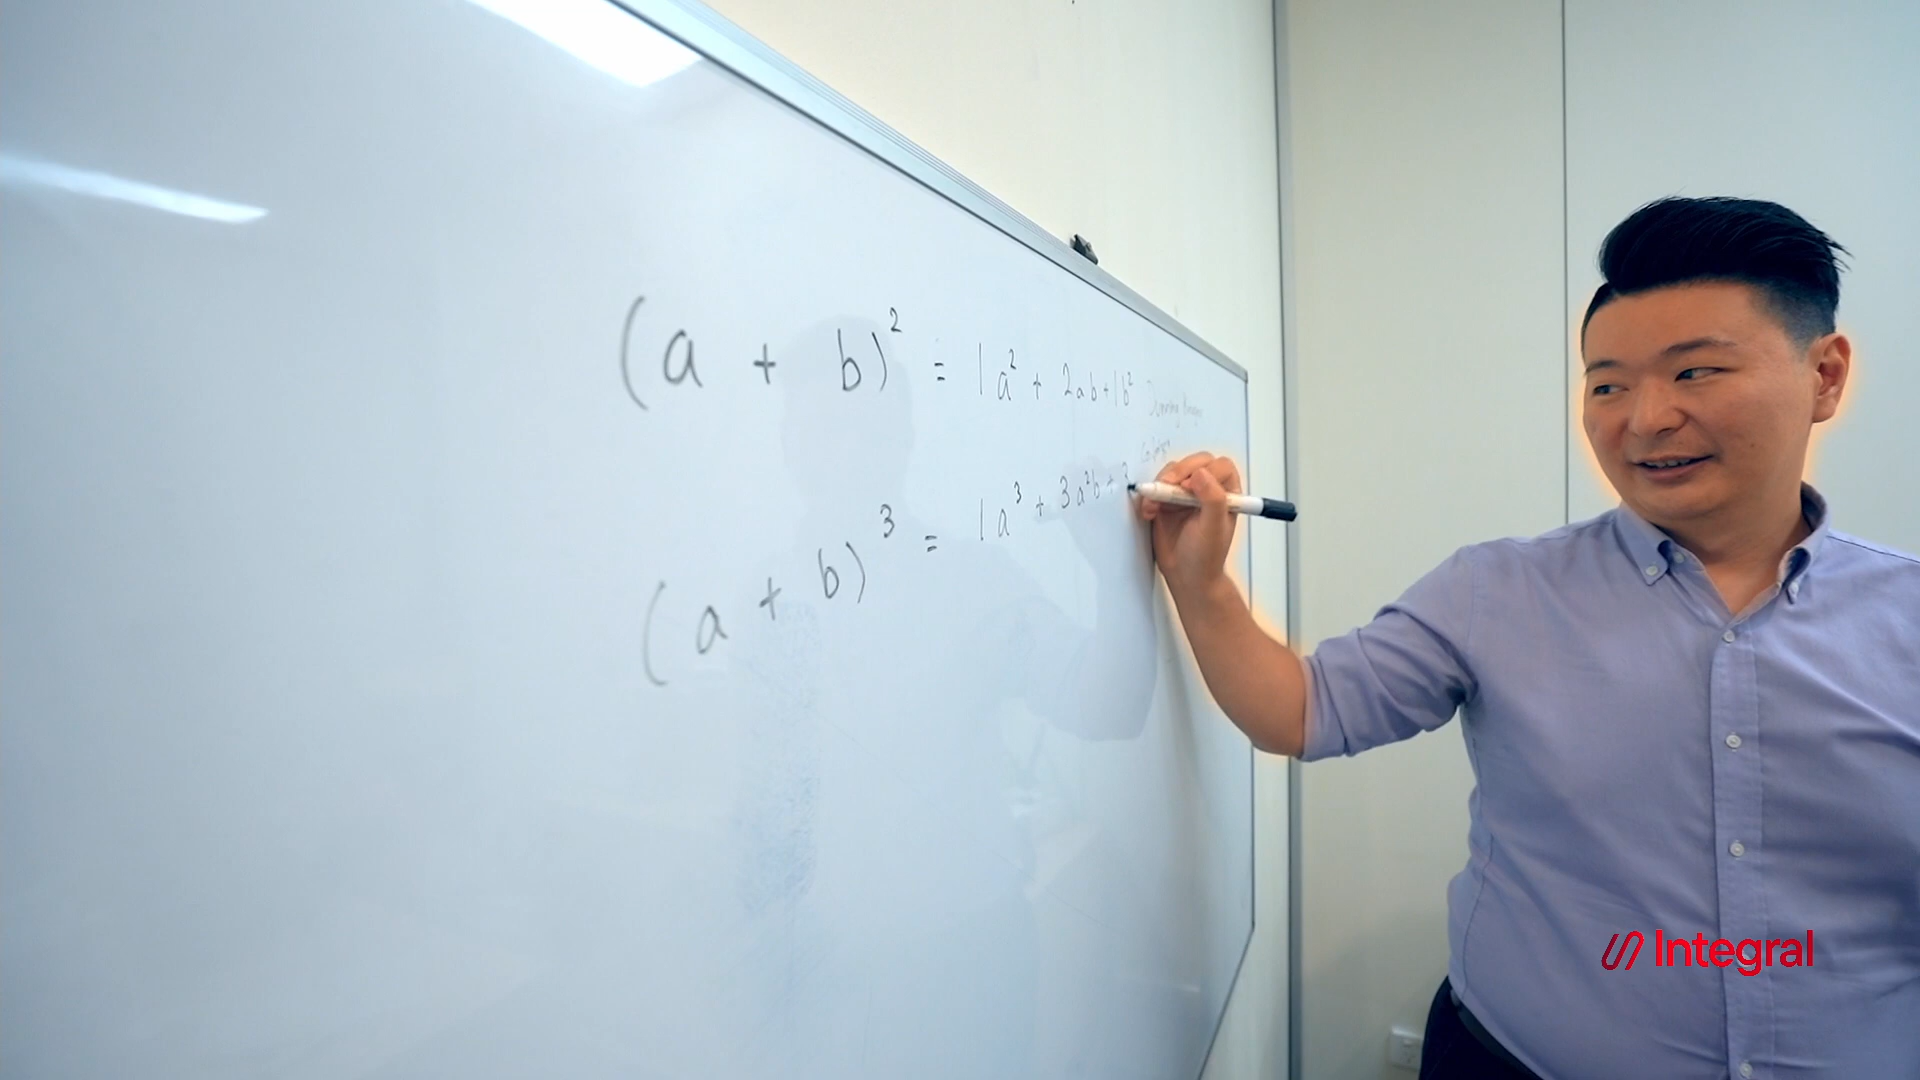 (a + b)² = 1a² + 2ab + 1b²
(a + b)³ = 1a³ + 3a²b + 3
Integral